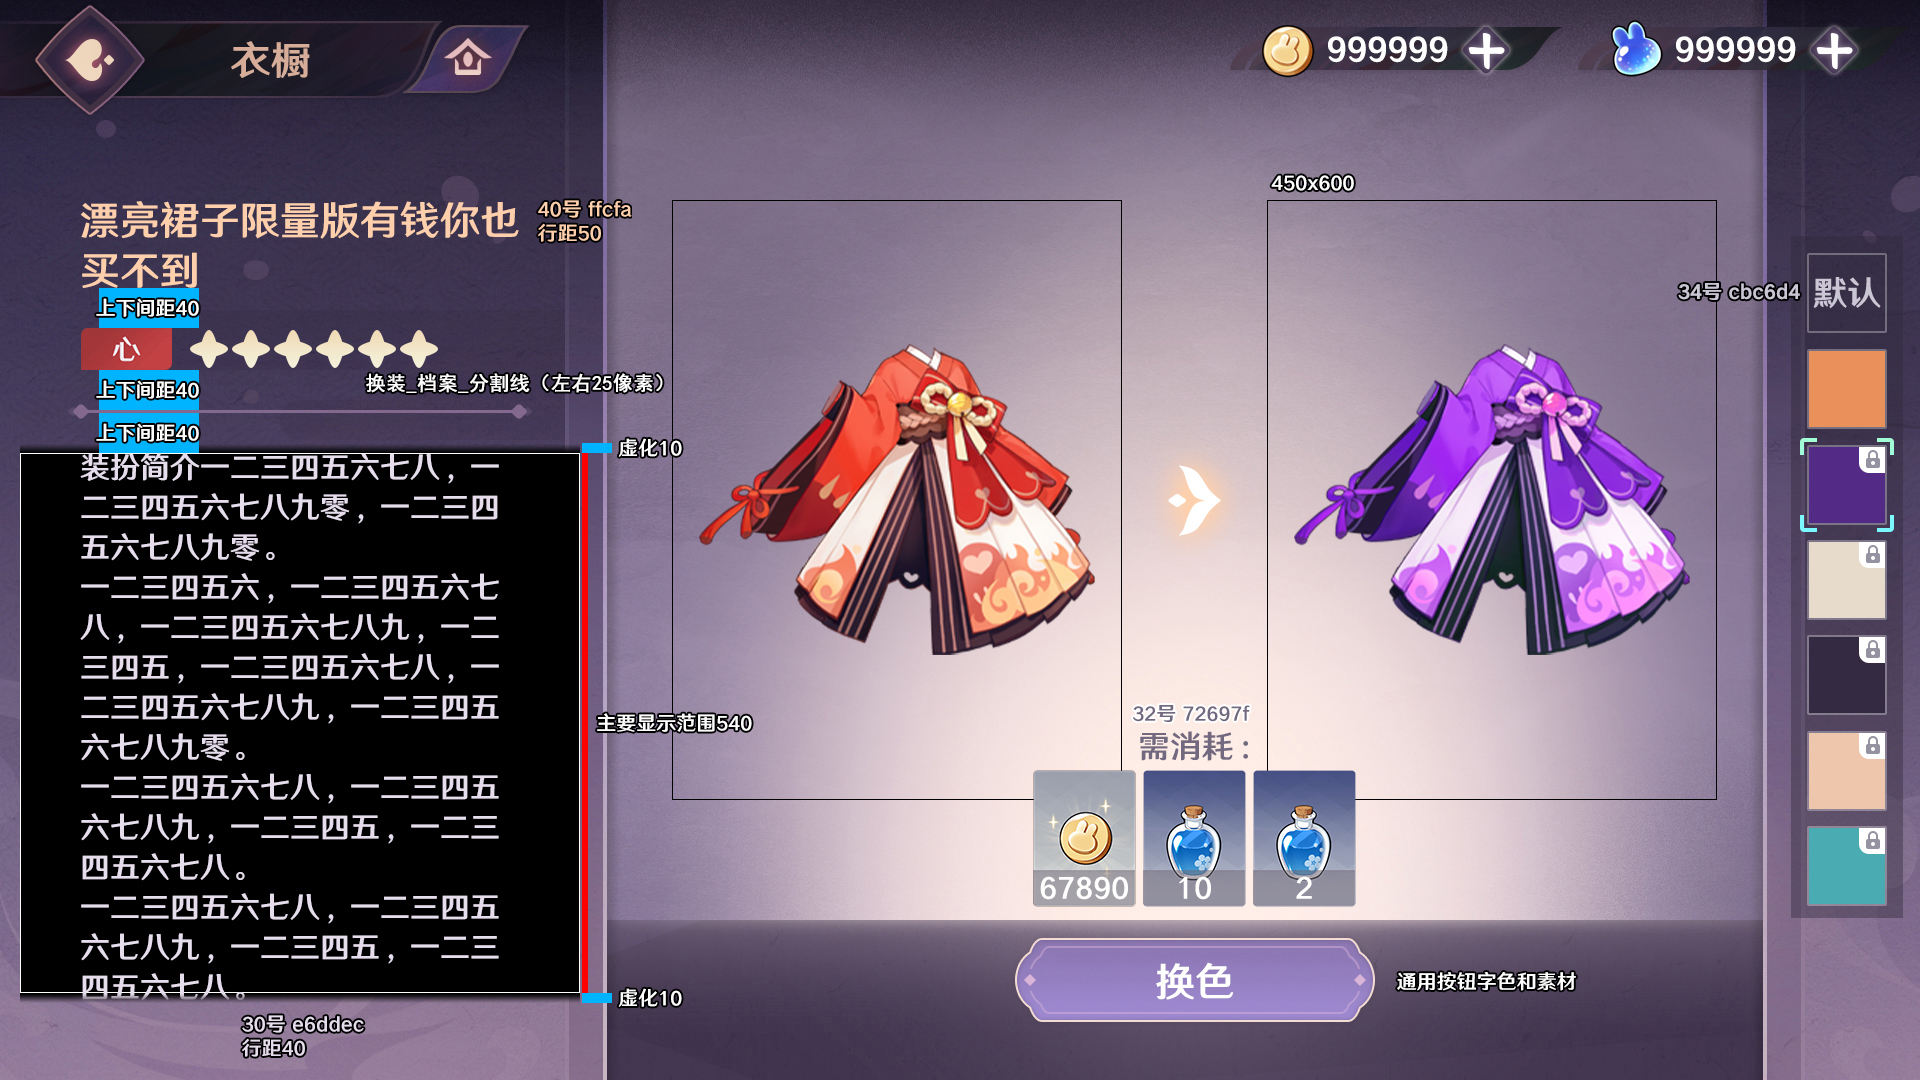 衣橱
999999
999999
漂亮裙子限量版有钱你也
买不到
40号 ffcfa
行距50
上下间距40
心
上下间距40
换装_档案_分割线（左右25像素）
上下间距40
虚化10
装扮简介一二三四五六七八，一
二三四五六七八九零，一二三四
五六七八九零。
一二三四五六，一二三四五六七
八，一二三四五六七八九，一二
三四五，一二三四五六七八，一
二三四五六七八九，一二三四五
六七八九零。
一二三四五六七八，一二三四五
六七八九，一二三四五，一二三
四五六七八。
一二三四五六七八，一二三四五
六七八九，一二三四五，一二三
四五六七八。
主要显示范围540
虚化10
30号 e6ddec
行距40
450x600
34号 cbc6d4
默认
32号 72697f
需消耗：
67890
10
2
换色
通用按钮字色和素材